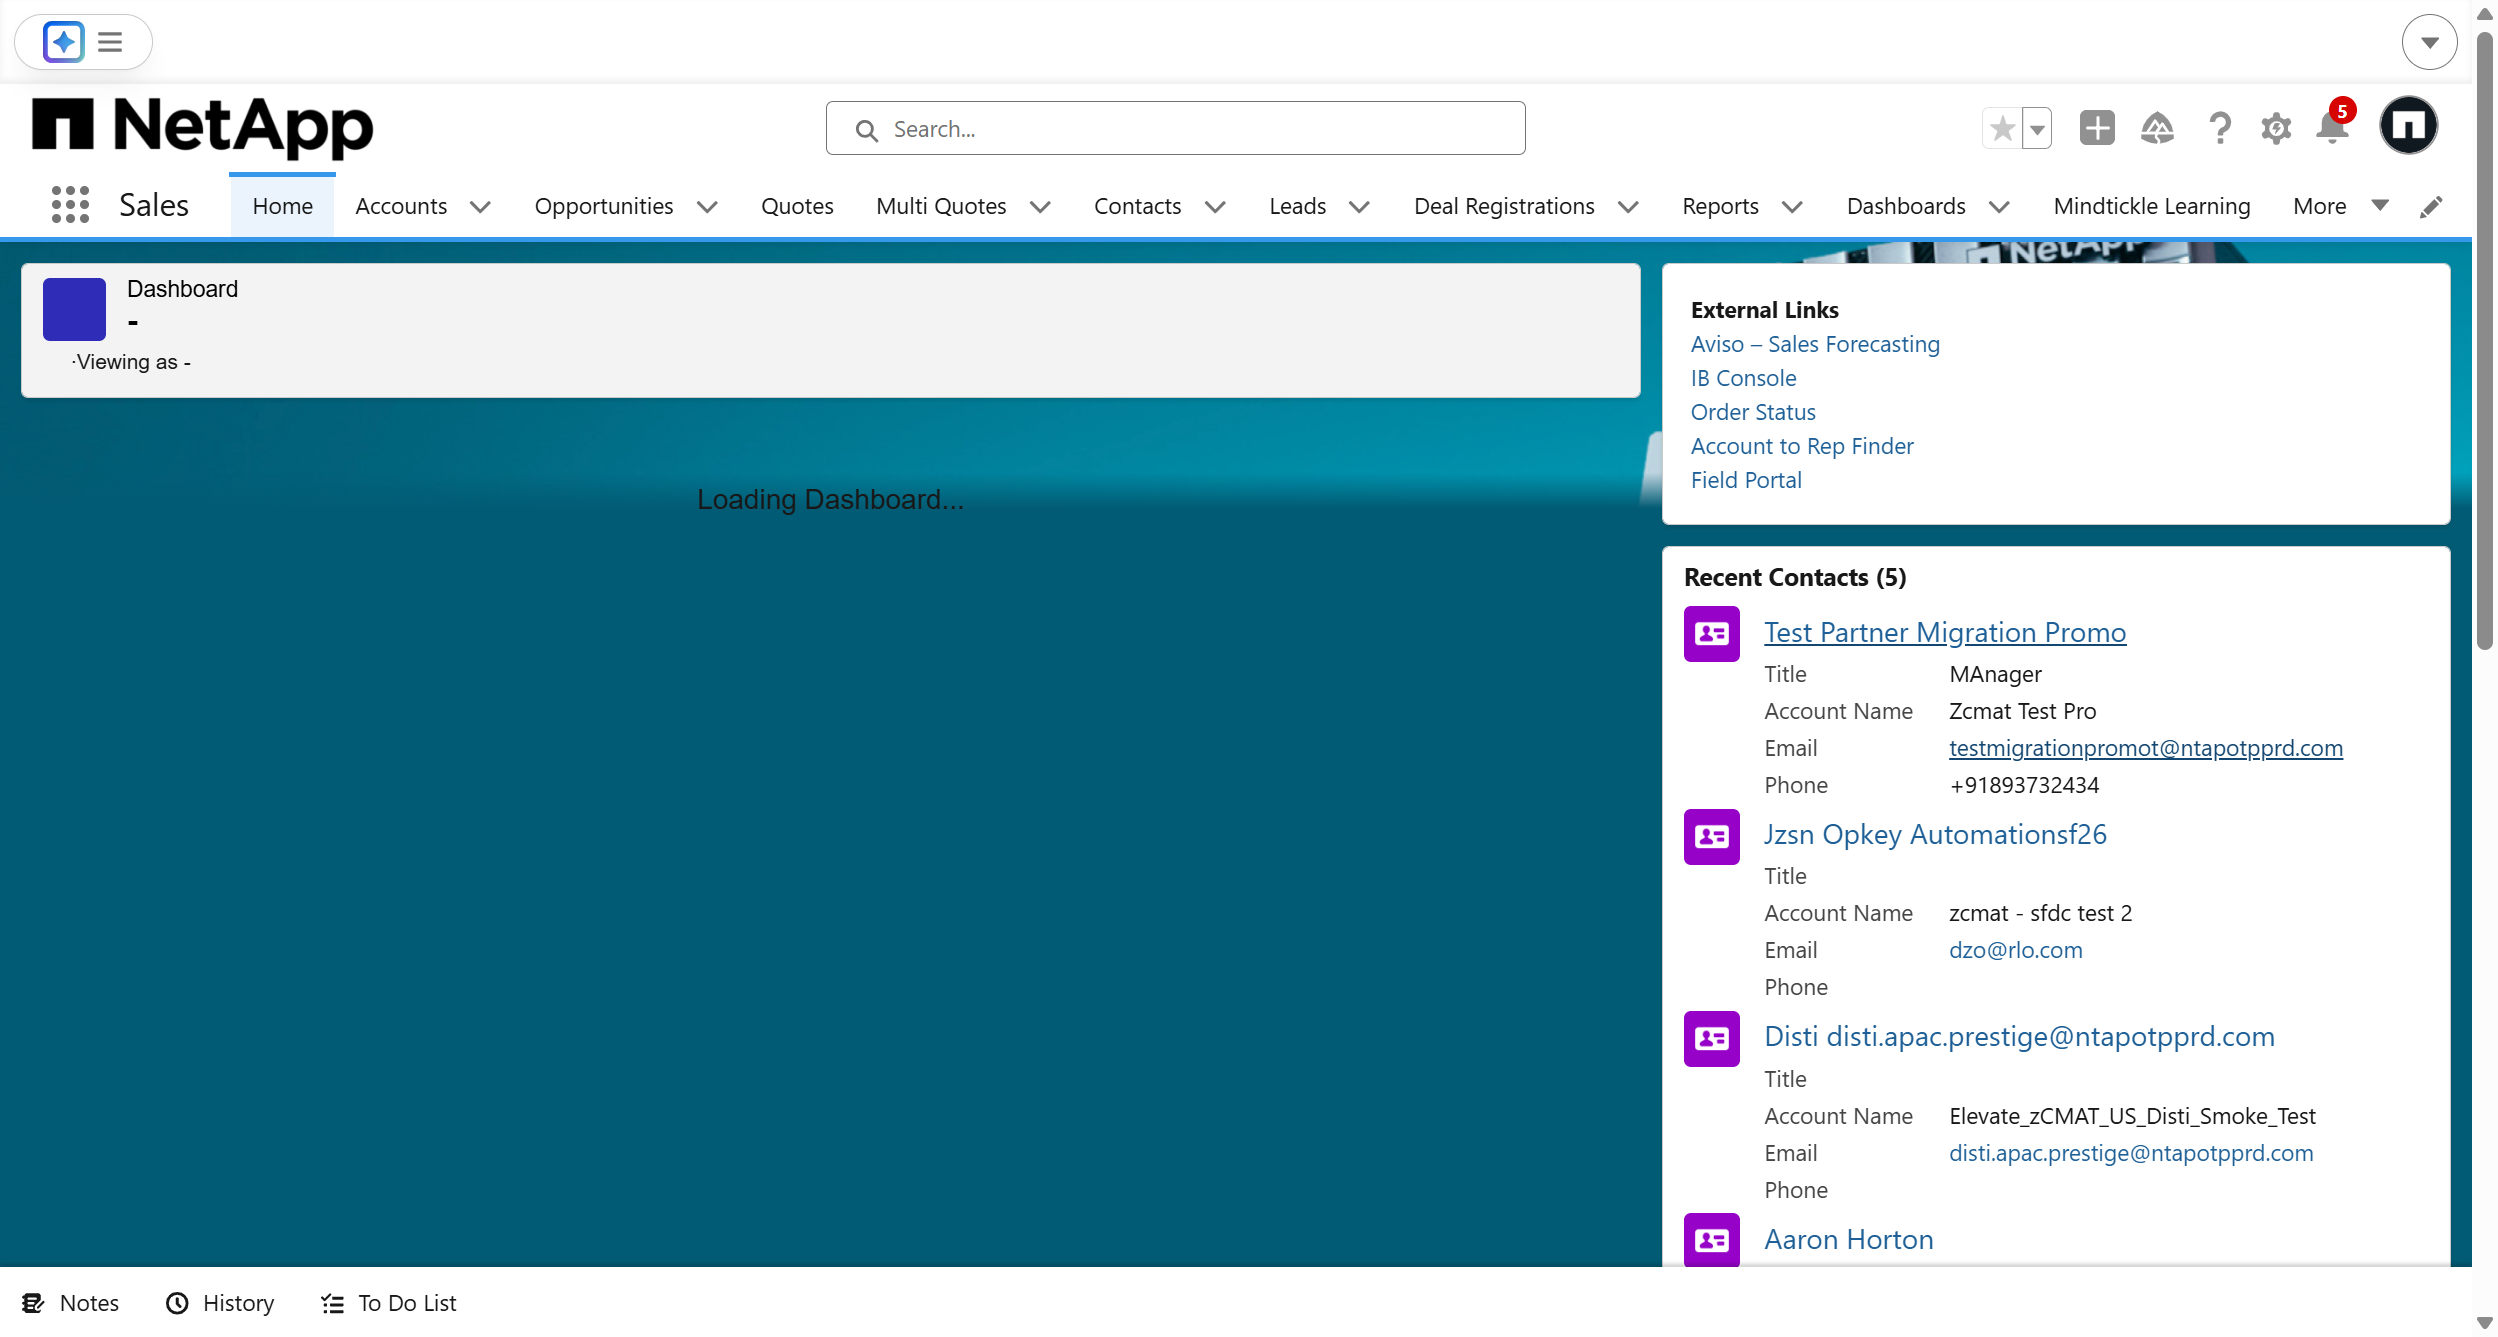 NetApp
Search...
5
Sales
Home
Accounts
Opportunities
Quotes
Multi Quotes
Contacts
Leads
Deal Registrations
Reports
Dashboards
Mindtickle Learning
More
NetApp
Dashboard
-
·Viewing as -
Loading Dashboard...
External Links
Aviso – Sales Forecasting
IB Console
Order Status
Account to Rep Finder
Field Portal
Recent Contacts (5)
Test Partner Migration Promo
Title MAnager
Account Name Zcmat Test Pro
Email testmigrationpromot@ntapotpprd.com
Phone +91893732434
Jzsn Opkey Automationsf26
Title
Account Name zcmat - sfdc test 2
Email dzo@rlo.com
Phone
Disti disti.apac.prestige@ntapotpprd.com
Title
Account Name Elevate_zCMAT_US_Disti_Smoke_Test
Email disti.apac.prestige@ntapotpprd.com
Phone
Aaron Horton
Notes
History
To Do List